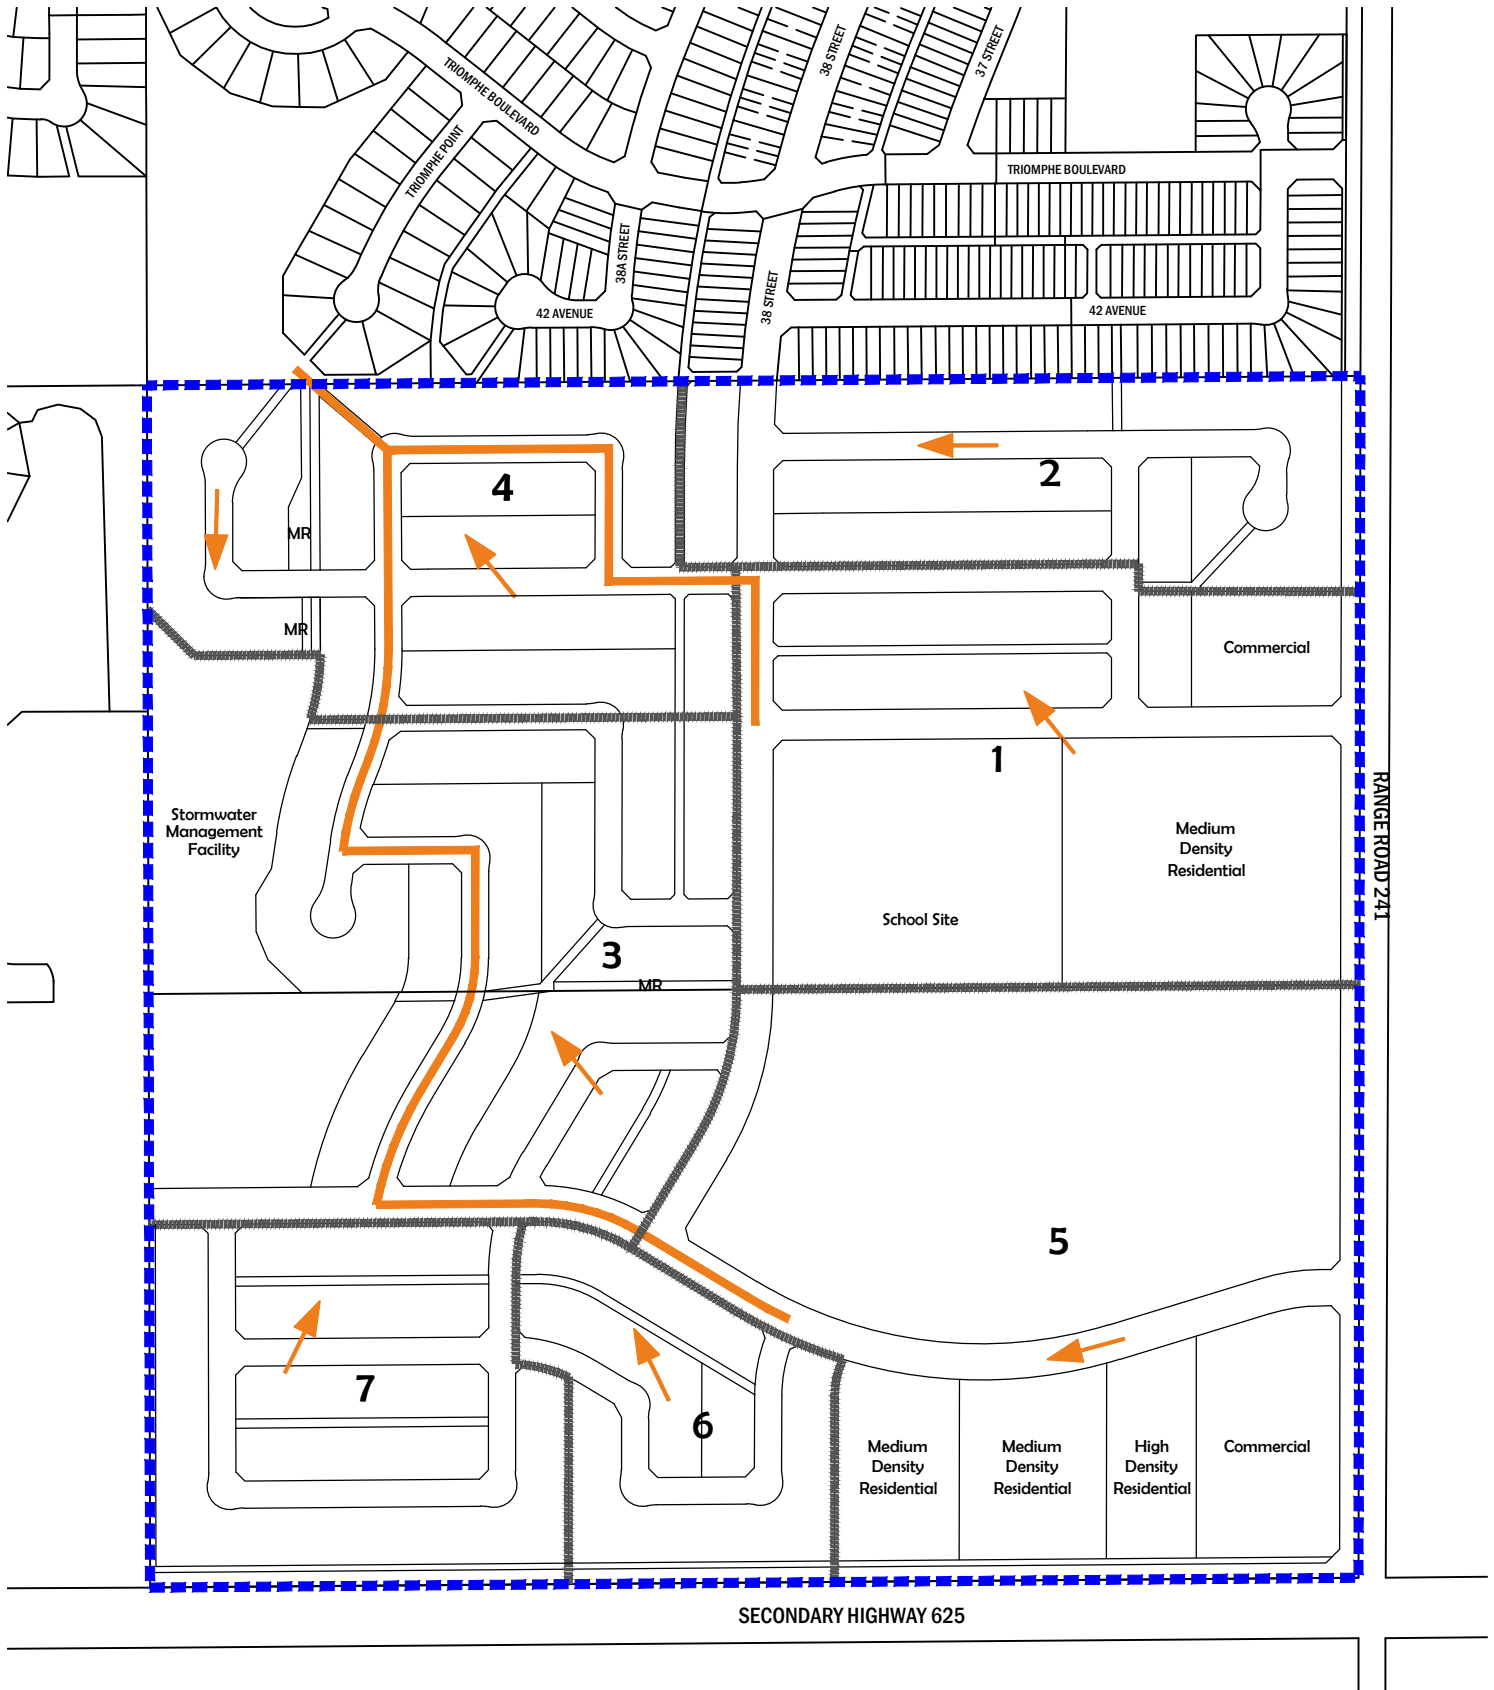 38 STREET
37 STREET
TRIOMPHE BOULEVARD
TRIOMPHE POINT
TRIOMPHE BOULEVARD
38A STREET
38 STREET
42 AVENUE
42 AVENUE
2
4
MR
MR
Commercial
1
RANGE ROAD 241
Stormwater
Management
Facility
Medium
Density
Residential
School Site
3
MR
5
7
6
Medium
Density
Residential
Medium
Density
Residential
High
Density
Residential
Commercial
SECONDARY HIGHWAY 625